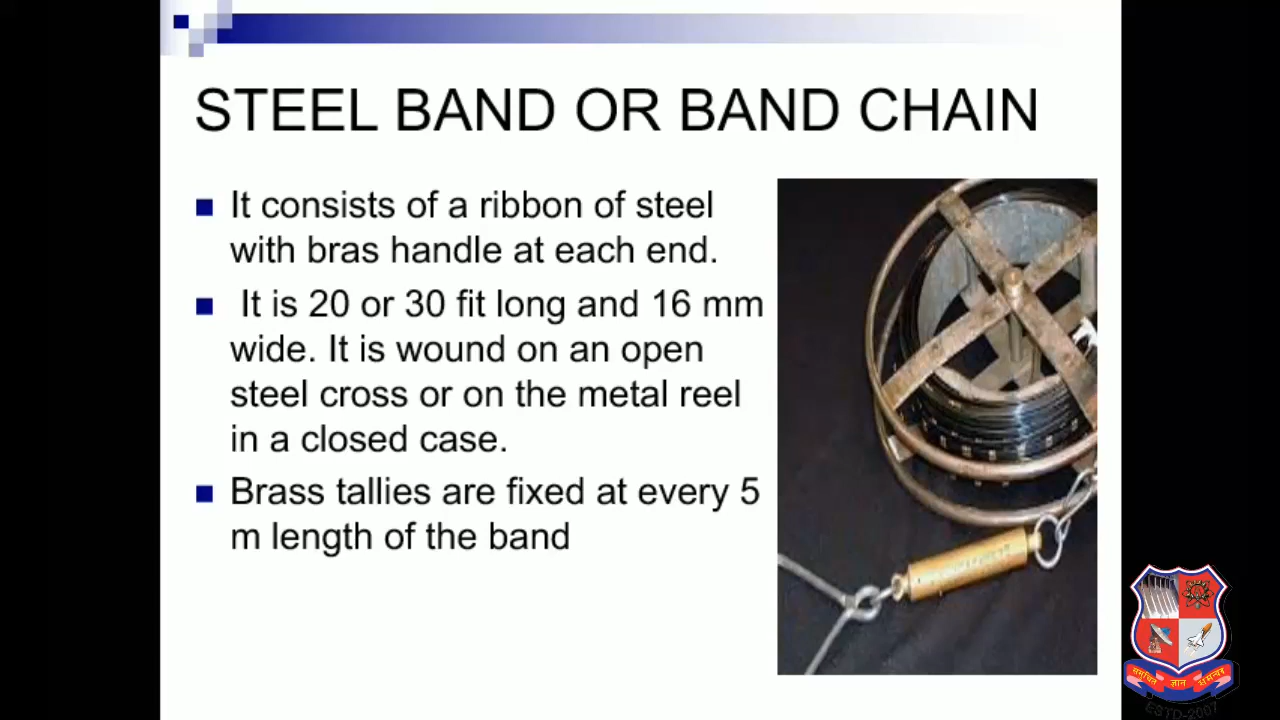 STEEL BAND OR BAND CHAIN
It consists of a ribbon of steel
with bras handle at each end.
It is 20 or 30 fit long and 16 mm
wide. It is wound on an open
steel cross or on the metal reel
in a closed case.
Brass tallies are fixed at every 5
m length of the band
ESTD-2007